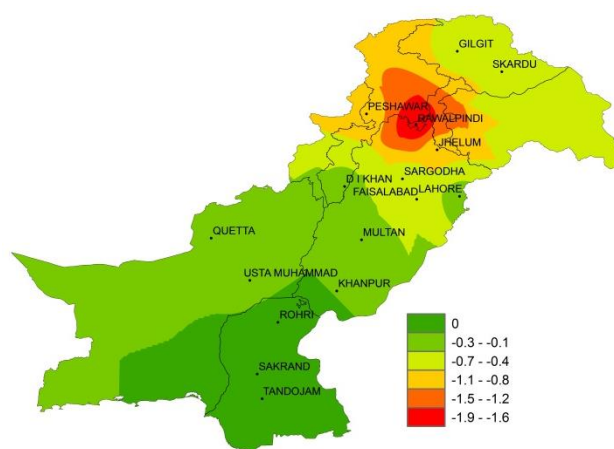 GILGIT
SKARDU
PESHAWAR
RAWALPINDI
JHELUM
SARGODHA
D I KHAN
FAISALABAD
LAHORE
QUETTA
MULTAN
USTA MUHAMMAD
KHANPUR
ROHRI
SAKRAND
TANDOJAM
0
-0.3 - -0.1
-0.7 - -0.4
-1.1 - -0.8
-1.5 - -1.2
-1.9 - -1.6